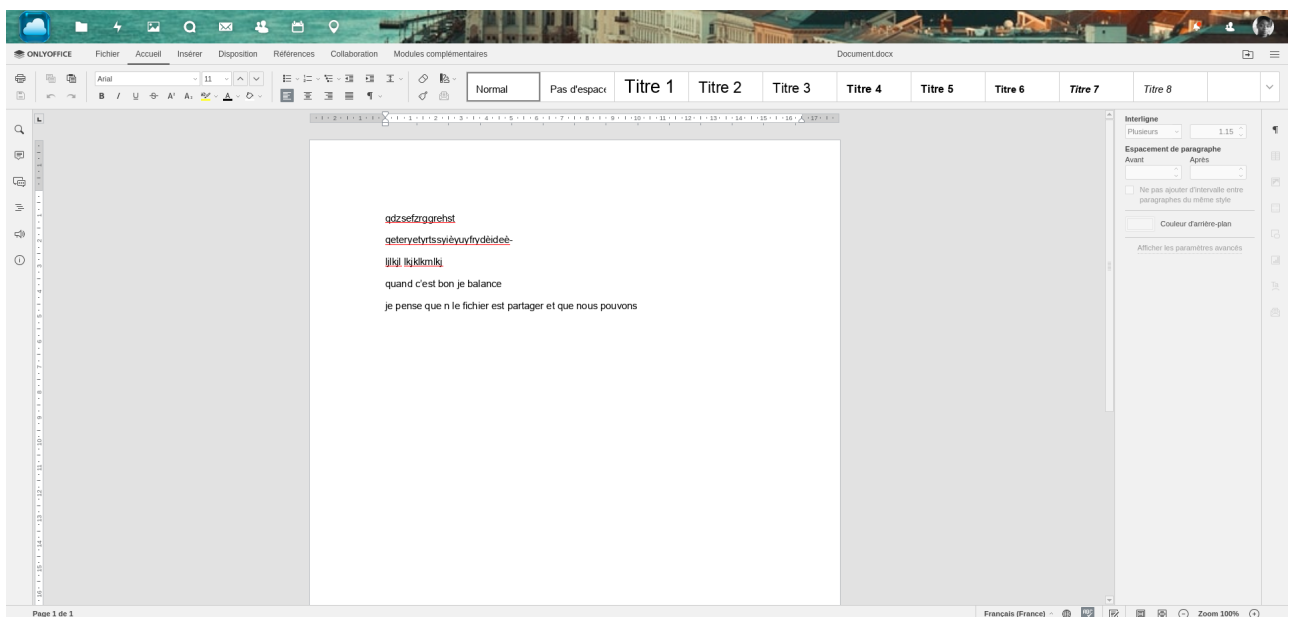 ONLYOFFICE Fichier Accueil Insérer Disposition Références Collaboration Modules complémentaires Document.docx
Arial 11
Normal Pas d'espace Titre 1 Titre 2 Titre 3 Titre 4 Titre 5 Titre 6 Titre 7 Titre 8
Interligne
Plusieurs 1.15
Espacement de paragraphe
Avant Après
Ne pas ajouter d'intervalle entre
paragraphes du même style
Couleur d'arrière-plan
Afficher les paramètres avancés
qdzsefzrggrehst
qeteryetyrtssyièyuyfrydèideè-
ljlkjl lkjklkmlkj
quand c'est bon je balance
je pense que n le fichier est partager et que nous pouvons
Page 1 de 1 Français (France) Zoom 100%